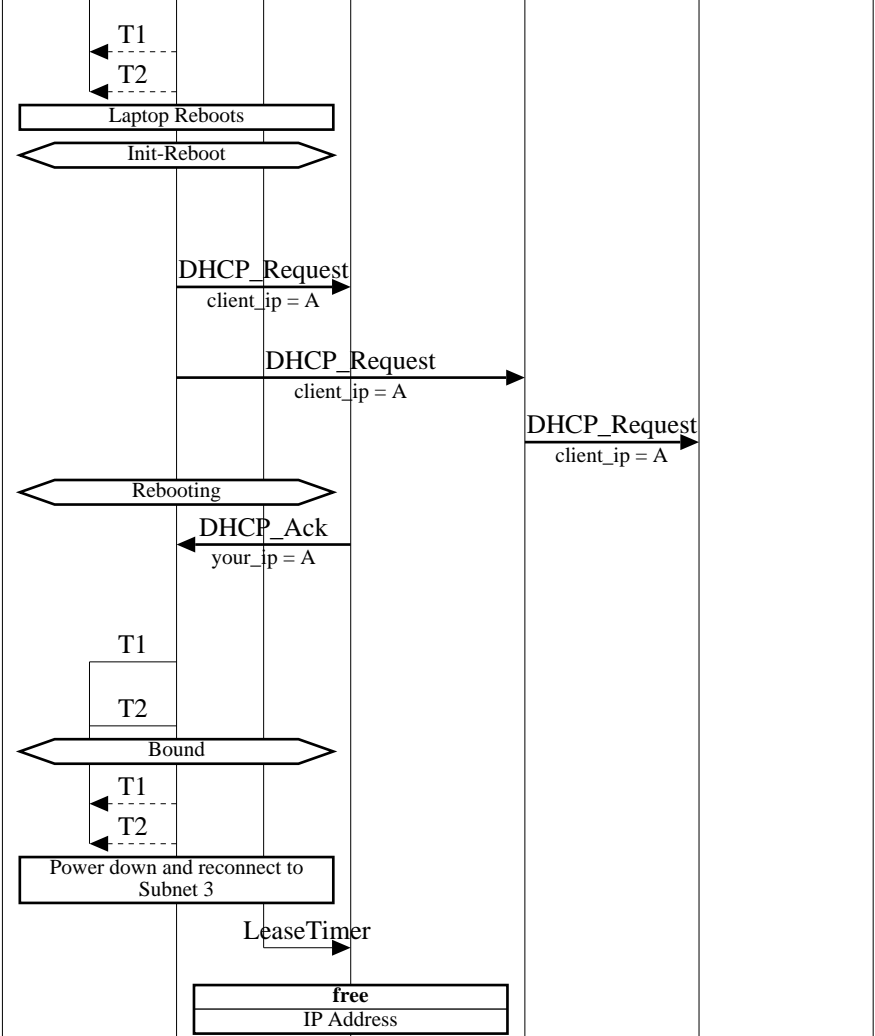 T1
T2
Laptop Reboots
Init-Reboot
DHCP_Request
client_ip = A
DHCP_Request
client_ip = A
DHCP_Request
client_ip = A
Rebooting
DHCP_Ack
your_ip = A
T1
T2
Bound
T1
T2
Power down and reconnect to
Subnet 3
LeaseTimer
free
IP Address